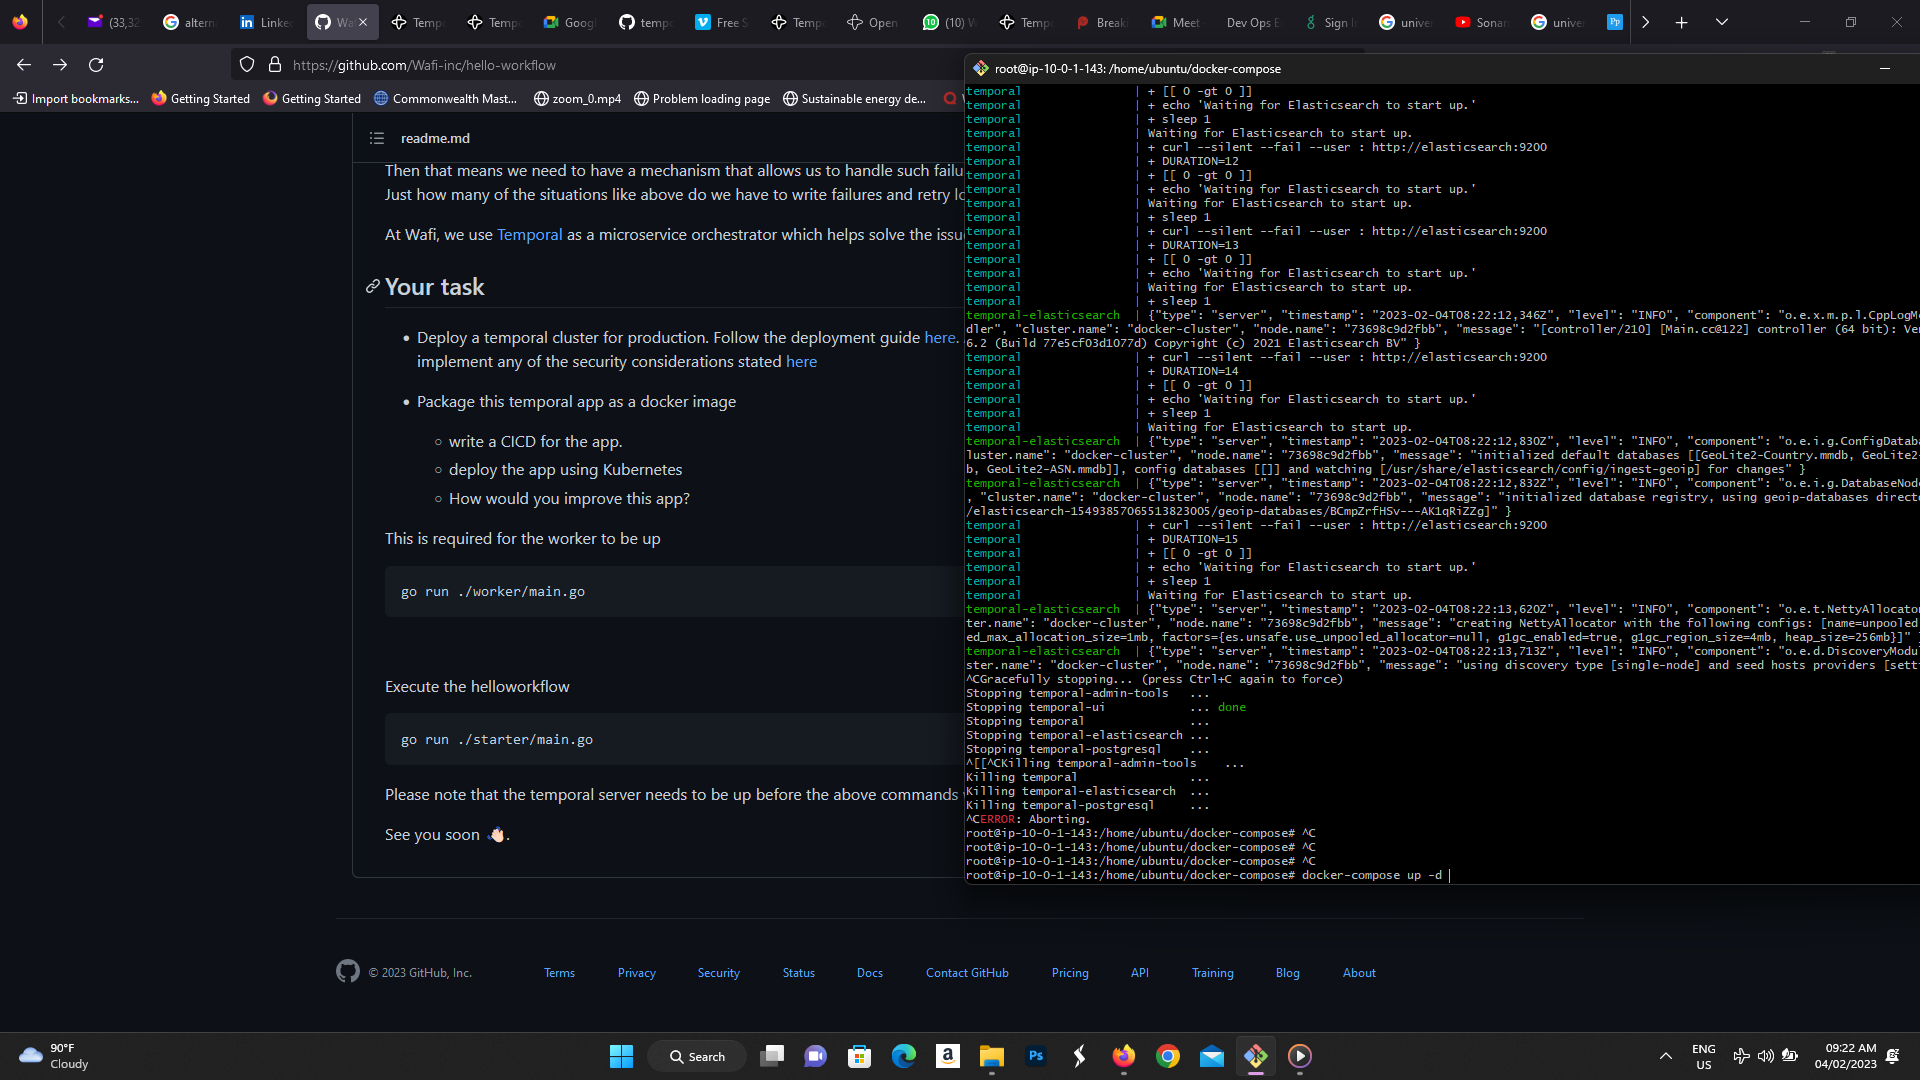 (33,32
altern
Linke
Wafi
Temp
Temp
Goog
temp
Free S
Temp
Open
(10) W
Temp
Break
Meet
Dev Ops E
Sign I
unive
Sonar
unive
https://github.com/Wafi-inc/hello-workflow
Import bookmarks...
Getting Started
Getting Started
Commonwealth Mast...
zoom_0.mp4
Problem loading page
Sustainable energy de...
readme.md
Then that means we need to have a mechanism that allows us to handle such failu
Just how many of the situations like above do we have to write failures and retry lo
At Wafi, we use Temporal as a microservice orchestrator which helps solve the issue
Your task
• Deploy a temporal cluster for production. Follow the deployment guide here.
implement any of the security considerations stated here
• Package this temporal app as a docker image
○ write a CICD for the app.
○ deploy the app using Kubernetes
○ How would you improve this app?
This is required for the worker to be up
go run ./worker/main.go
Execute the helloworkflow
go run ./starter/main.go
Please note that the temporal server needs to be up before the above commands
See you soon 👋🏻.
© 2023 GitHub, Inc.
Terms
Privacy
Security
Status
Docs
Contact GitHub
Pricing
API
Training
Blog
About
root@ip-10-0-1-143: /home/ubuntu/docker-compose
temporal | + [[ 0 -gt 0 ]]
temporal | + echo 'Waiting for Elasticsearch to start up.'
temporal | + sleep 1
temporal | Waiting for Elasticsearch to start up.
temporal | + curl --silent --fail --user : http://elasticsearch:9200
temporal | + DURATION=12
temporal | + [[ 0 -gt 0 ]]
temporal | + echo 'Waiting for Elasticsearch to start up.'
temporal | Waiting for Elasticsearch to start up.
temporal | + sleep 1
temporal | + curl --silent --fail --user : http://elasticsearch:9200
temporal | + DURATION=13
temporal | + [[ 0 -gt 0 ]]
temporal | + echo 'Waiting for Elasticsearch to start up.'
temporal | Waiting for Elasticsearch to start up.
temporal | + sleep 1
temporal-elasticsearch | {"type": "server", "timestamp": "2023-02-04T08:22:12,346Z", "level": "INFO", "component": "o.e.x.m.p.l.CppLogMe
dler", "cluster.name": "docker-cluster", "node.name": "73698c9d2fbb", "message": "[controller/210] [Main.cc@122] controller (64 bit): Ver
6.2 (Build 77e5cf03d1077d) Copyright (c) 2021 Elasticsearch BV" }
temporal | + curl --silent --fail --user : http://elasticsearch:9200
temporal | + DURATION=14
temporal | + [[ 0 -gt 0 ]]
temporal | + echo 'Waiting for Elasticsearch to start up.'
temporal | + sleep 1
temporal | Waiting for Elasticsearch to start up.
temporal-elasticsearch | {"type": "server", "timestamp": "2023-02-04T08:22:12,830Z", "level": "INFO", "component": "o.e.i.g.ConfigDataba
luster.name": "docker-cluster", "node.name": "73698c9d2fbb", "message": "initialized default databases [[GeoLite2-Country.mmdb, GeoLite2-
b, GeoLite2-ASN.mmdb]], config databases [[]] and watching [/usr/share/elasticsearch/config/ingest-geoip] for changes" }
temporal-elasticsearch | {"type": "server", "timestamp": "2023-02-04T08:22:12,832Z", "level": "INFO", "component": "o.e.i.g.DatabaseNode
, "cluster.name": "docker-cluster", "node.name": "73698c9d2fbb", "message": "initialized database registry, using geoip-databases directo
/elasticsearch-15493857065513823005/geoip-databases/BCmpZrfHSv---AK1qRiZZg]" }
temporal | + curl --silent --fail --user : http://elasticsearch:9200
temporal | + DURATION=15
temporal | + [[ 0 -gt 0 ]]
temporal | + echo 'Waiting for Elasticsearch to start up.'
temporal | + sleep 1
temporal | Waiting for Elasticsearch to start up.
temporal-elasticsearch | {"type": "server", "timestamp": "2023-02-04T08:22:13,620Z", "level": "INFO", "component": "o.e.t.NettyAllocator
ter.name": "docker-cluster", "node.name": "73698c9d2fbb", "message": "creating NettyAllocator with the following configs: [name=unpooled
ed_max_allocation_size=1mb, factors={es.unsafe.use_unpooled_allocator=null, g1gc_enabled=true, g1gc_region_size=4mb, heap_size=256mb}]" }
temporal-elasticsearch | {"type": "server", "timestamp": "2023-02-04T08:22:13,713Z", "level": "INFO", "component": "o.e.d.DiscoveryModul
ster.name": "docker-cluster", "node.name": "73698c9d2fbb", "message": "using discovery type [single-node] and seed hosts providers [setti
^CGracefully stopping... (press Ctrl+C again to force)
Stopping temporal-admin-tools ...
Stopping temporal-ui ... done
Stopping temporal ...
Stopping temporal-elasticsearch ...
Stopping temporal-postgresql ...
^[[^CKilling temporal-admin-tools ...
Killing temporal ...
Killing temporal-elasticsearch ...
Killing temporal-postgresql ...
^CERROR: Aborting.
root@ip-10-0-1-143:/home/ubuntu/docker-compose# ^C
root@ip-10-0-1-143:/home/ubuntu/docker-compose# ^C
root@ip-10-0-1-143:/home/ubuntu/docker-compose# ^C
root@ip-10-0-1-143:/home/ubuntu/docker-compose# docker-compose up -d
90°F
Cloudy
Search
ENG
US
09:22 AM
04/02/2023